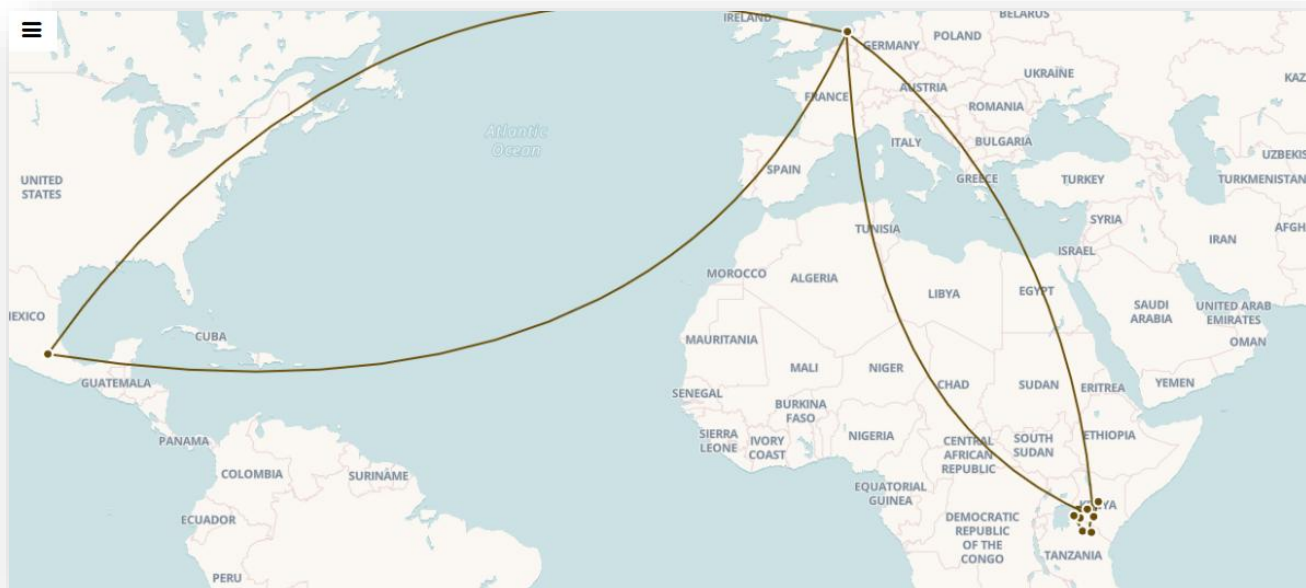 IRELAND
BELARUS
POLAND
GERMANY
UKRAÏNE
KAZ
AUSTRIA
FRANCE
ROMANIA
Atlantic
Ocean
ITALY
BULGARIA
UZBEKIS
UNITED
STATES
SPAIN
GREECE
TURKEY
TURKMENISTAN
SYRIA
TUNISIA
AFGH
IRAN
ISRAEL
MOROCCO
ALGERIA
LIBYA
EGYPT
SAUDI
ARABIA
UNITED ARAB
EMIRATES
MEXICO
CUBA
MAURITANIA
OMAN
MALI
NIGER
GUATEMALA
CHAD
SUDAN
ERITREA
YEMEN
SENEGAL
BURKINA
FASO
PANAMA
SIERRA
LEONE
IVORY
COAST
NIGERIA
CENTRAL
AFRICAN
REPUBLIC
SOUTH
SUDAN
ETHIOPIA
COLOMBIA
SURINAME
EQUATORIAL
GUINEA
KENYA
ECUADOR
DEMOCRATIC
REPUBLIC
OF THE
CONGO
TANZANIA
PERU